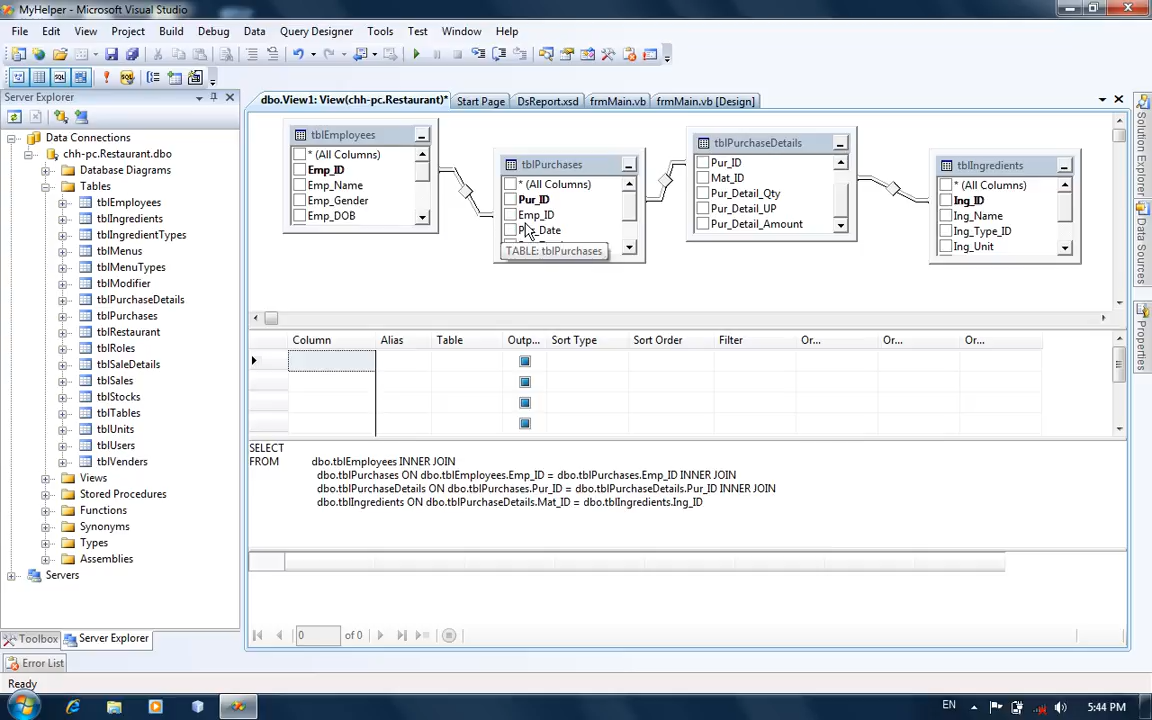 MyHelper - Microsoft Visual Studio
File Edit View Project Build Debug Data Query Designer Tools Test Window Help
SQL SQL
Server Explorer
dbo.View1: View(chh-pc.Restaurant)* Start Page DsReport.xsd frmMain.vb frmMain.vb [Design]
Data Connections
chh-pc.Restaurant.dbo
Database Diagrams
Tables
tblEmployees
tblIngredients
tblIngredientTypes
tblMenus
tblMenuTypes
tblModifier
tblPurchaseDetails
tblPurchases
tblRestaurant
tblRoles
tblSaleDetails
tblSales
tblStocks
tblTables
tblUnits
tblUsers
tblVenders
Views
Stored Procedures
Functions
Synonyms
Types
Assemblies
Servers
Toolbox Server Explorer
Error List
Ready
tblEmployees
* (All Columns)
Emp_ID
Emp_Name
Emp_Gender
Emp_DOB
tblPurchases
* (All Columns)
Pur_ID
Emp_ID
TABLE: tblPurchases
tblPurchaseDetails
Pur_ID
Mat_ID
Pur_Detail_Qty
Pur_Detail_UP
Pur_Detail_Amount
tblIngredients
* (All Columns)
Ing_ID
Ing_Name
Ing_Type_ID
Ing_Unit
Column Alias Table Outp... Sort Type Sort Order Filter Or... Or... Or...
SELECT
FROM dbo.tblEmployees INNER JOIN
dbo.tblPurchases ON dbo.tblEmployees.Emp_ID = dbo.tblPurchases.Emp_ID INNER JOIN
dbo.tblPurchaseDetails ON dbo.tblPurchases.Pur_ID = dbo.tblPurchaseDetails.Pur_ID INNER JOIN
dbo.tblIngredients ON dbo.tblPurchaseDetails.Mat_ID = dbo.tblIngredients.Ing_ID
0 of 0
Solution Explorer
Data Sources
Properties
EN 5:44 PM